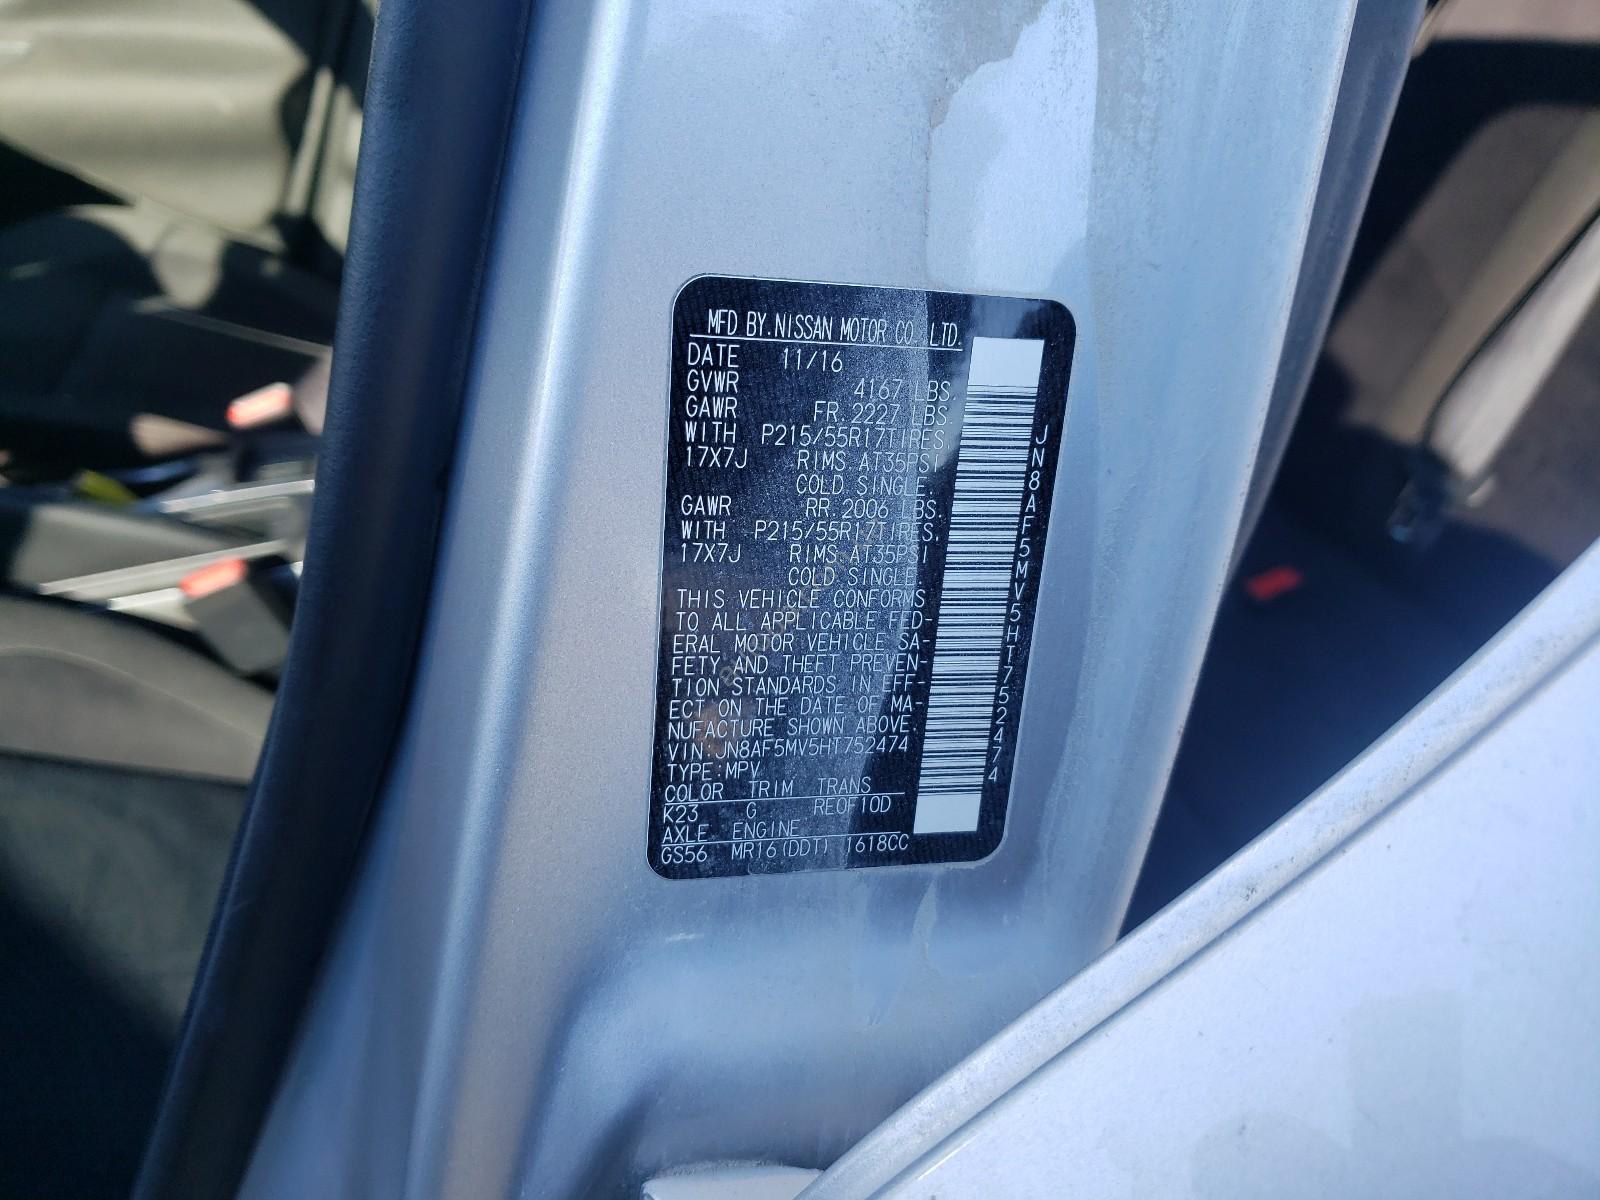 MFD BY.NISSAN MOTOR CO., LTD.
DATE 11/16
GVWR 4167 LBS.
GAWR FR.2227 LBS.
WITH P215/55R17TIRES.
17X7J RIMS AT35PSI
COLD SINGLE.
GAWR RR.2006 LBS.
WITH P215/55R17TIRES.
17X7J RIMS AT35PSI
COLD SINGLE.
THIS VEHICLE CONFORMS
TO ALL APPLICABLE FED-
ERAL MOTOR VEHICLE SA-
FETY AND THEFT PREVEN-
TION STANDARDS IN EFF-
ECT ON THE DATE OF MA-
NUFACTURE SHOWN ABOVE.
VIN:JN8AF5MV5HT752474
TYPE:MPV
COLOR TRIM TRANS
K23 G RE0F10D
AXLE ENGINE
GS56 MR16(DDT) 1618CC
JN8AF5MV5HT752474